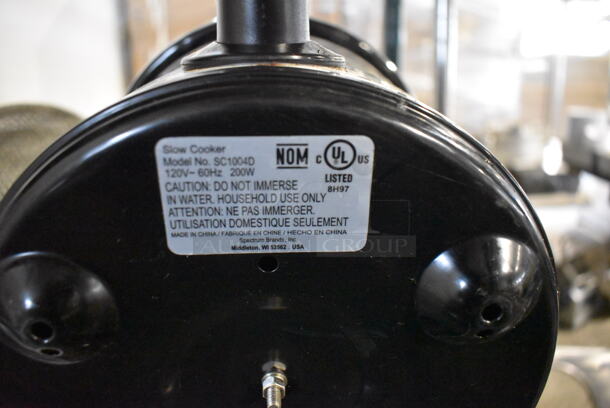 Slow Cooker
Model No. SC1004D
120V~ 60Hz 200W
NOM
C UL US
LISTED
8H97
CAUTION: DO NOT IMMERSE
IN WATER. HOUSEHOLD USE ONLY
ATTENTION: NE PAS IMMERGER.
UTILISATION DOMESTIQUE SEULEMENT
MADE IN CHINA / FABRIQUÉ EN CHINE / HECHO EN CHINA
Spectrum Brands, Inc.
Middleton, WI 53562 USA
GROUP